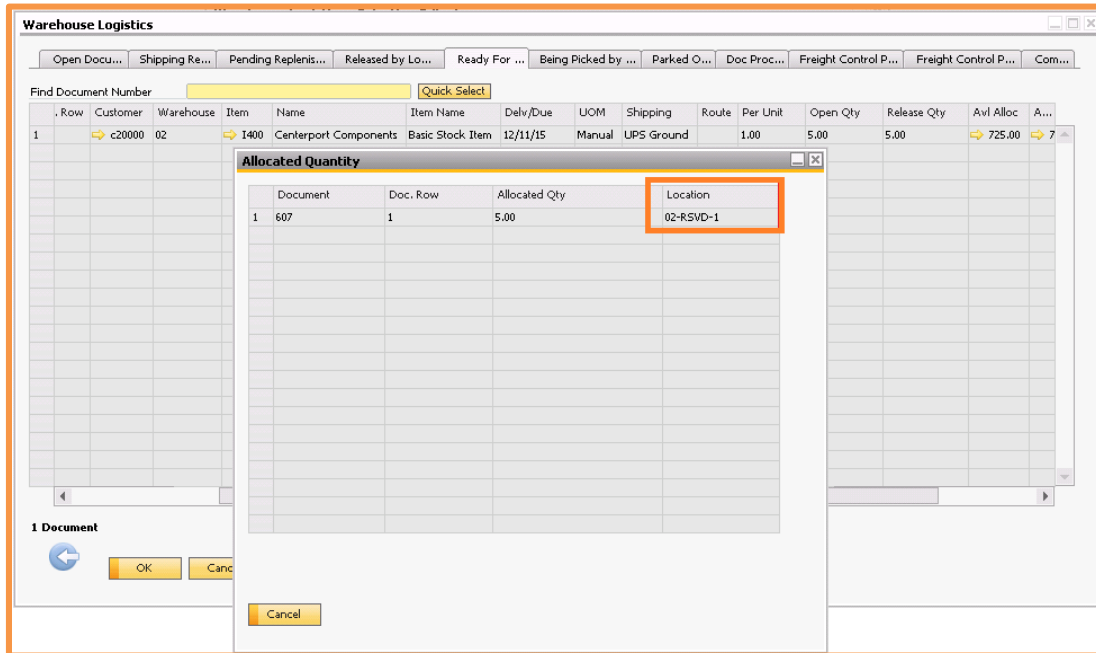 Warehouse Logistics
Open Docu... Shipping Re... Pending Replenis... Released by Lo... Ready For ... Being Picked by ... Parked O... Doc Proc... Freight Control P... Freight Control P... Com...
Find Document Number Quick Select
. Row Customer Warehouse Item Name Item Name Delv/Due UOM Shipping Route Per Unit Open Qty Release Qty Avl Alloc A...
1 c20000 02 I400 Centerport Components Basic Stock Item 12/11/15 Manual UPS Ground 1.00 5.00 5.00 725.00 7
Allocated Quantity
Document Doc. Row Allocated Qty Location
1 607 1 5.00 02-RSVD-1
1 Document
OK Canc
Cancel